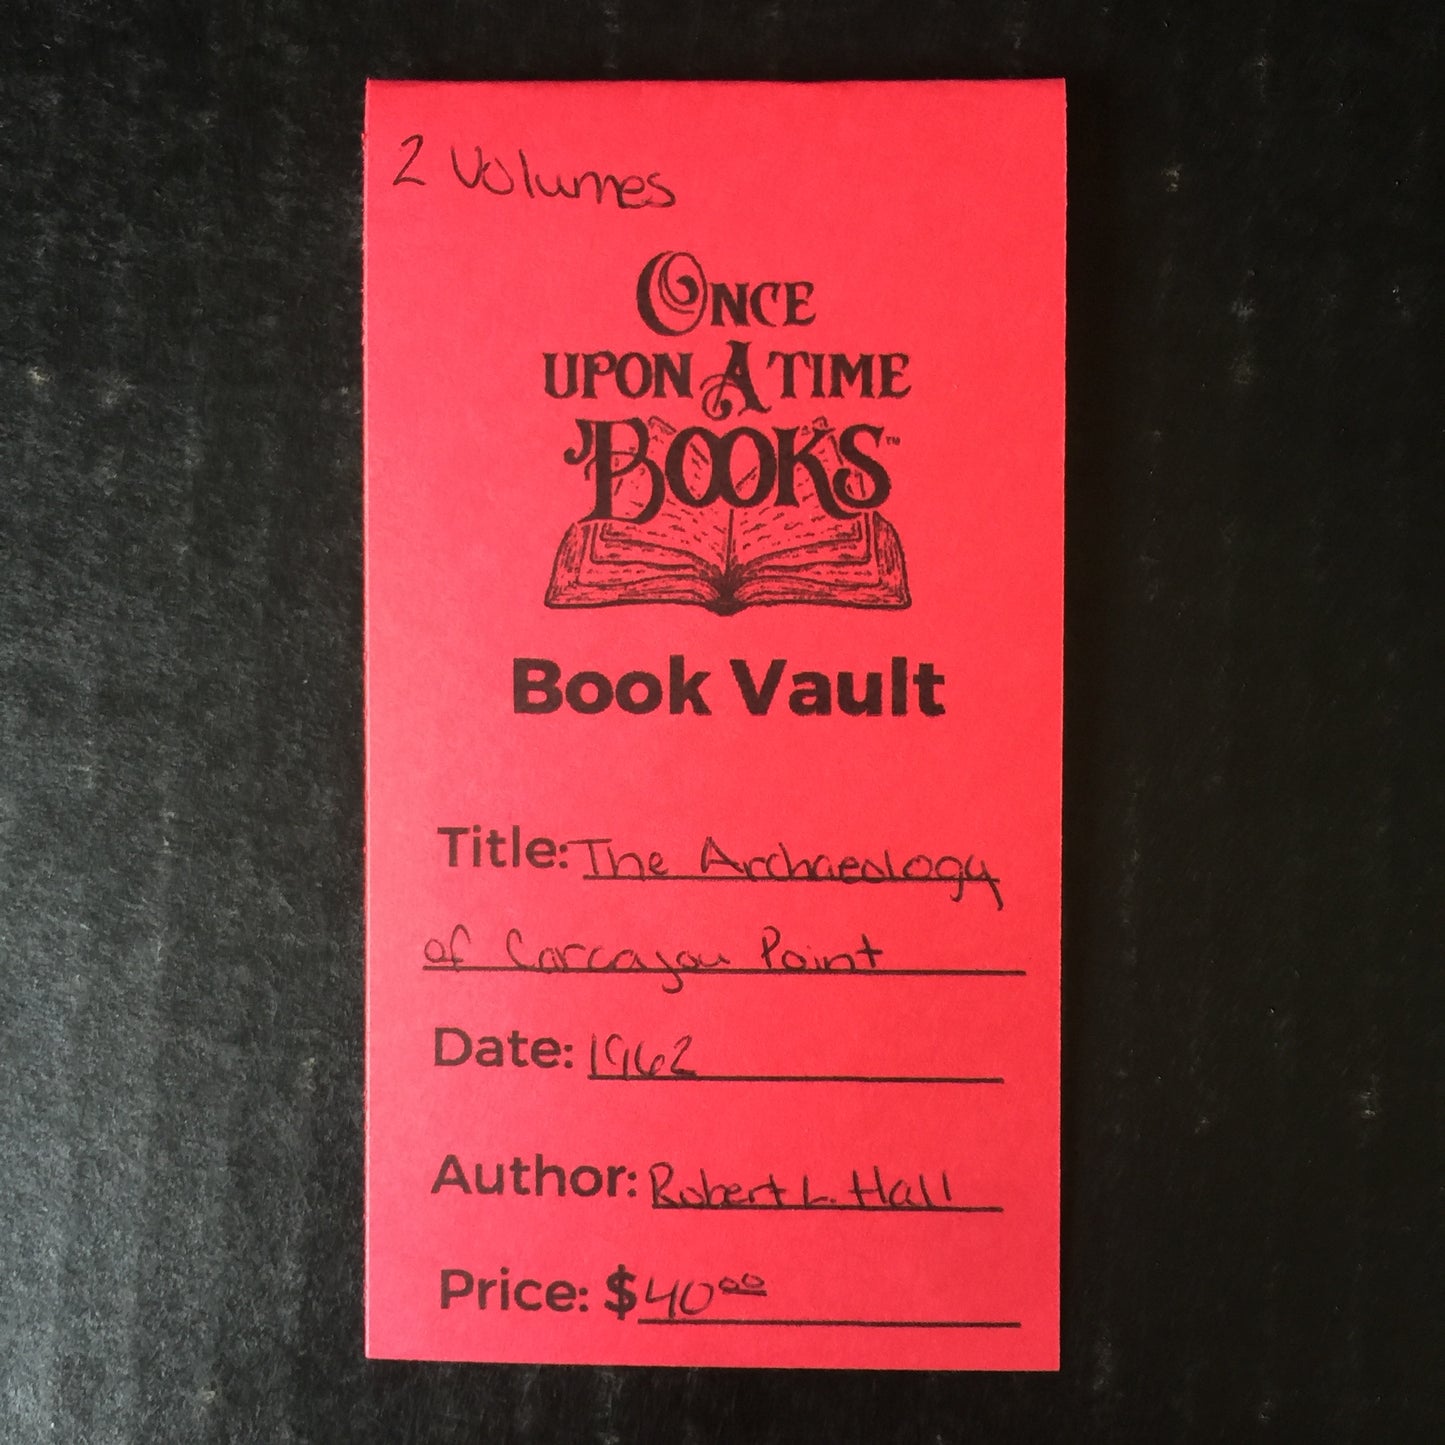 2 Volumes
ONCE
UPON A TIME
BOOKS™
Book Vault
Title: The Archaeology
of Carcajou Point
Date: 1962
Author: Robert L. Hall
Price: $40.00